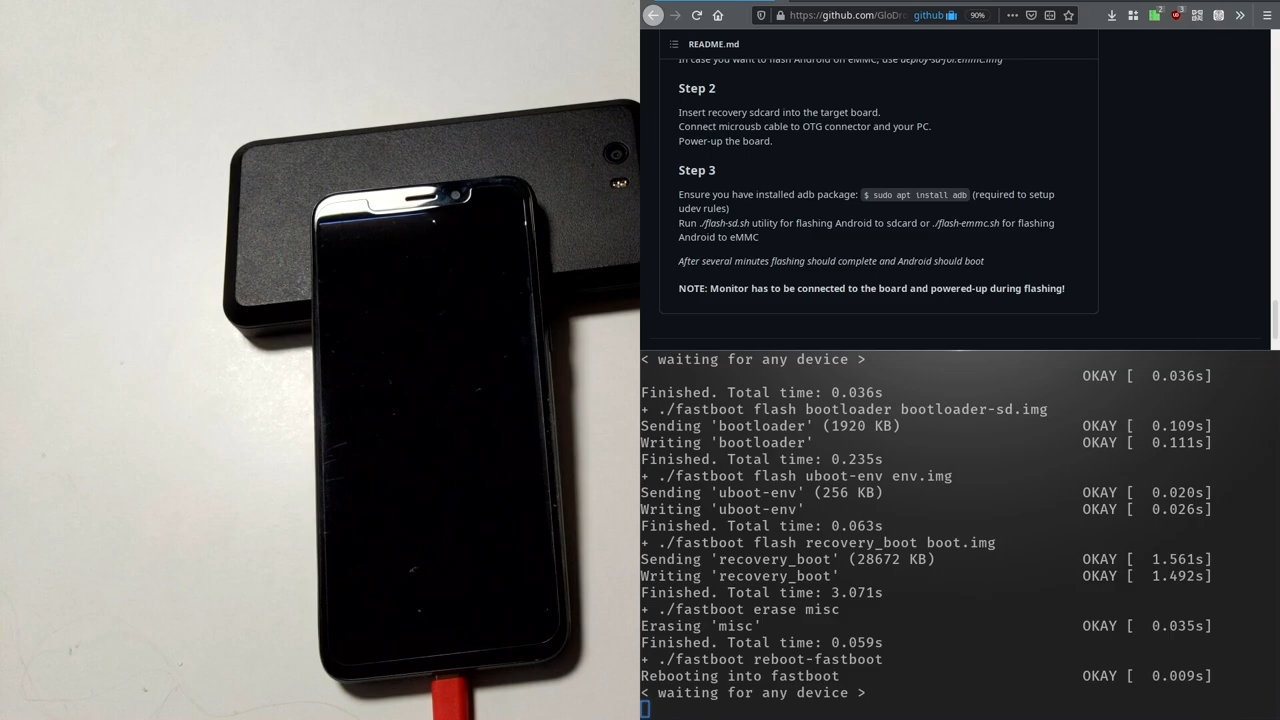 https://github.com/GloDro
github
90%
2
3
README.md
In case you want to flash Android on eMMC, use deploy-sd-for.emmc.img
Step 2
Insert recovery sdcard into the target board.
Connect microusb cable to OTG connector and your PC.
Power-up the board.
Step 3
Ensure you have installed adb package: $ sudo apt install adb (required to setup
udev rules)
Run ./flash-sd.sh utility for flashing Android to sdcard or ./flash-emmc.sh for flashing
Android to eMMC
After several minutes flashing should complete and Android should boot
NOTE: Monitor has to be connected to the board and powered-up during flashing!
< waiting for any device >
OKAY [  0.036s]
Finished. Total time: 0.036s
+ ./fastboot flash bootloader bootloader-sd.img
Sending 'bootloader' (1920 KB) OKAY [  0.109s]
Writing 'bootloader' OKAY [  0.111s]
Finished. Total time: 0.235s
+ ./fastboot flash uboot-env env.img
Sending 'uboot-env' (256 KB) OKAY [  0.020s]
Writing 'uboot-env' OKAY [  0.026s]
Finished. Total time: 0.063s
+ ./fastboot flash recovery_boot boot.img
Sending 'recovery_boot' (28672 KB) OKAY [  1.561s]
Writing 'recovery_boot' OKAY [  1.492s]
Finished. Total time: 3.071s
+ ./fastboot erase misc
Erasing 'misc' OKAY [  0.035s]
Finished. Total time: 0.059s
+ ./fastboot reboot-fastboot
Rebooting into fastboot OKAY [  0.009s]
< waiting for any device >